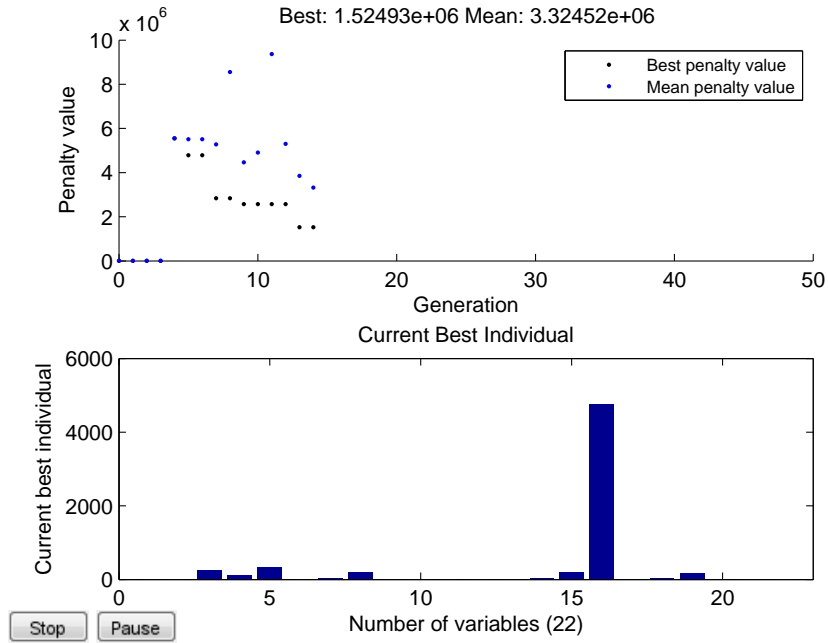 Best: 1.52493e+06 Mean: 3.32452e+06
x 10^6
10
8
6
4
2
0
Penalty value
Best penalty value
Mean penalty value
0 10 20 30 40 50
Generation
Current Best Individual
6000
4000
2000
0
Current best individual
0 5 10 15 20
Number of variables (22)
Stop Pause